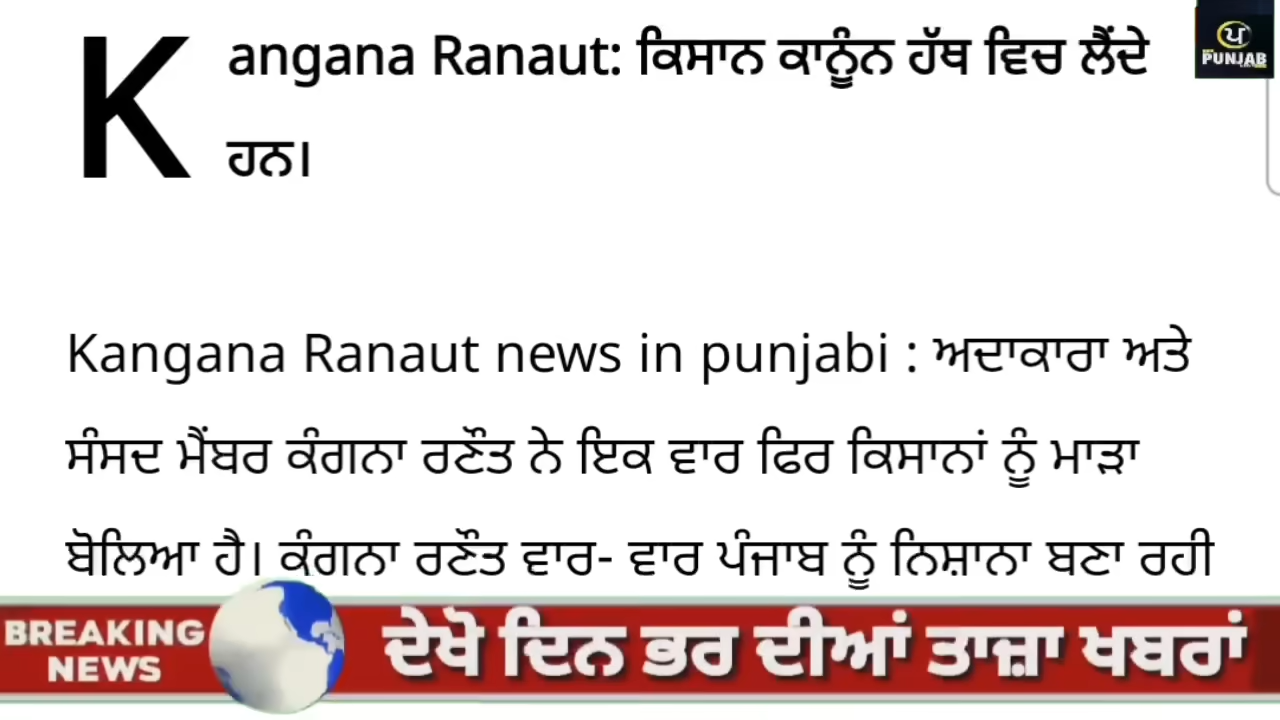 Kangana Ranaut: ਕਿਸਾਨ ਕਾਨੂੰਨ ਹੱਥ ਵਿਚ ਲੈਂਦੇ
ਹਨ।
ਪ
PUNJAB
Kangana Ranaut news in punjabi : ਅਦਾਕਾਰਾ ਅਤੇ
ਸੰਸਦ ਮੈਂਬਰ ਕੰਗਨਾ ਰਣੌਤ ਨੇ ਇਕ ਵਾਰ ਫਿਰ ਕਿਸਾਨਾਂ ਨੂੰ ਮਾੜਾ
ਬੋਲਿਆ ਹੈ। ਕੰਗਨਾ ਰਣੌਤ ਵਾਰ- ਵਾਰ ਪੰਜਾਬ ਨੂੰ ਨਿਸ਼ਾਨਾ ਬਣਾ ਰਹੀ
BREAKING
NEWS
ਦੇਖੋ ਦਿਨ ਭਰ ਦੀਆਂ ਤਾਜ਼ਾ ਖਬਰਾਂ